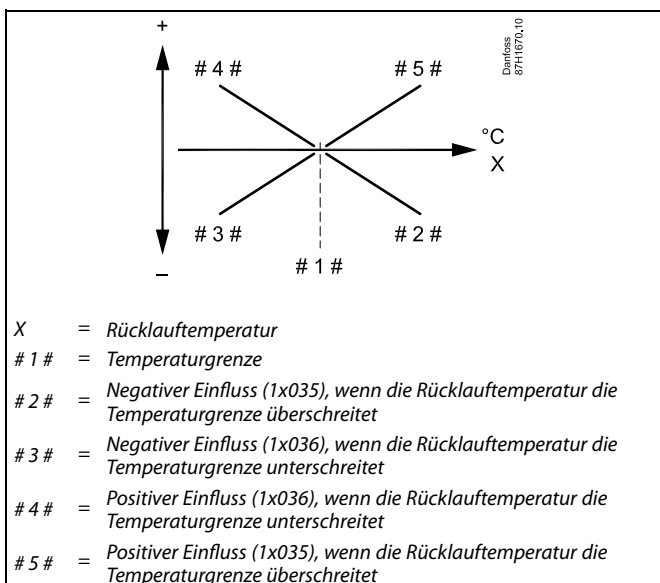 +
# 4 #
# 5 #
Danfoss
87H1670.10
°C
X
# 3 #
# 2 #
–
# 1 #
X = Rücklauftemperatur
# 1 # = Temperaturgrenze
# 2 # = Negativer Einfluss (1x035), wenn die Rücklauftemperatur die
Temperaturgrenze überschreitet
# 3 # = Negativer Einfluss (1x036), wenn die Rücklauftemperatur die
Temperaturgrenze unterschreitet
# 4 # = Positiver Einfluss (1x036), wenn die Rücklauftemperatur die
Temperaturgrenze unterschreitet
# 5 # = Positiver Einfluss (1x035), wenn die Rücklauftemperatur die
Temperaturgrenze überschreitet